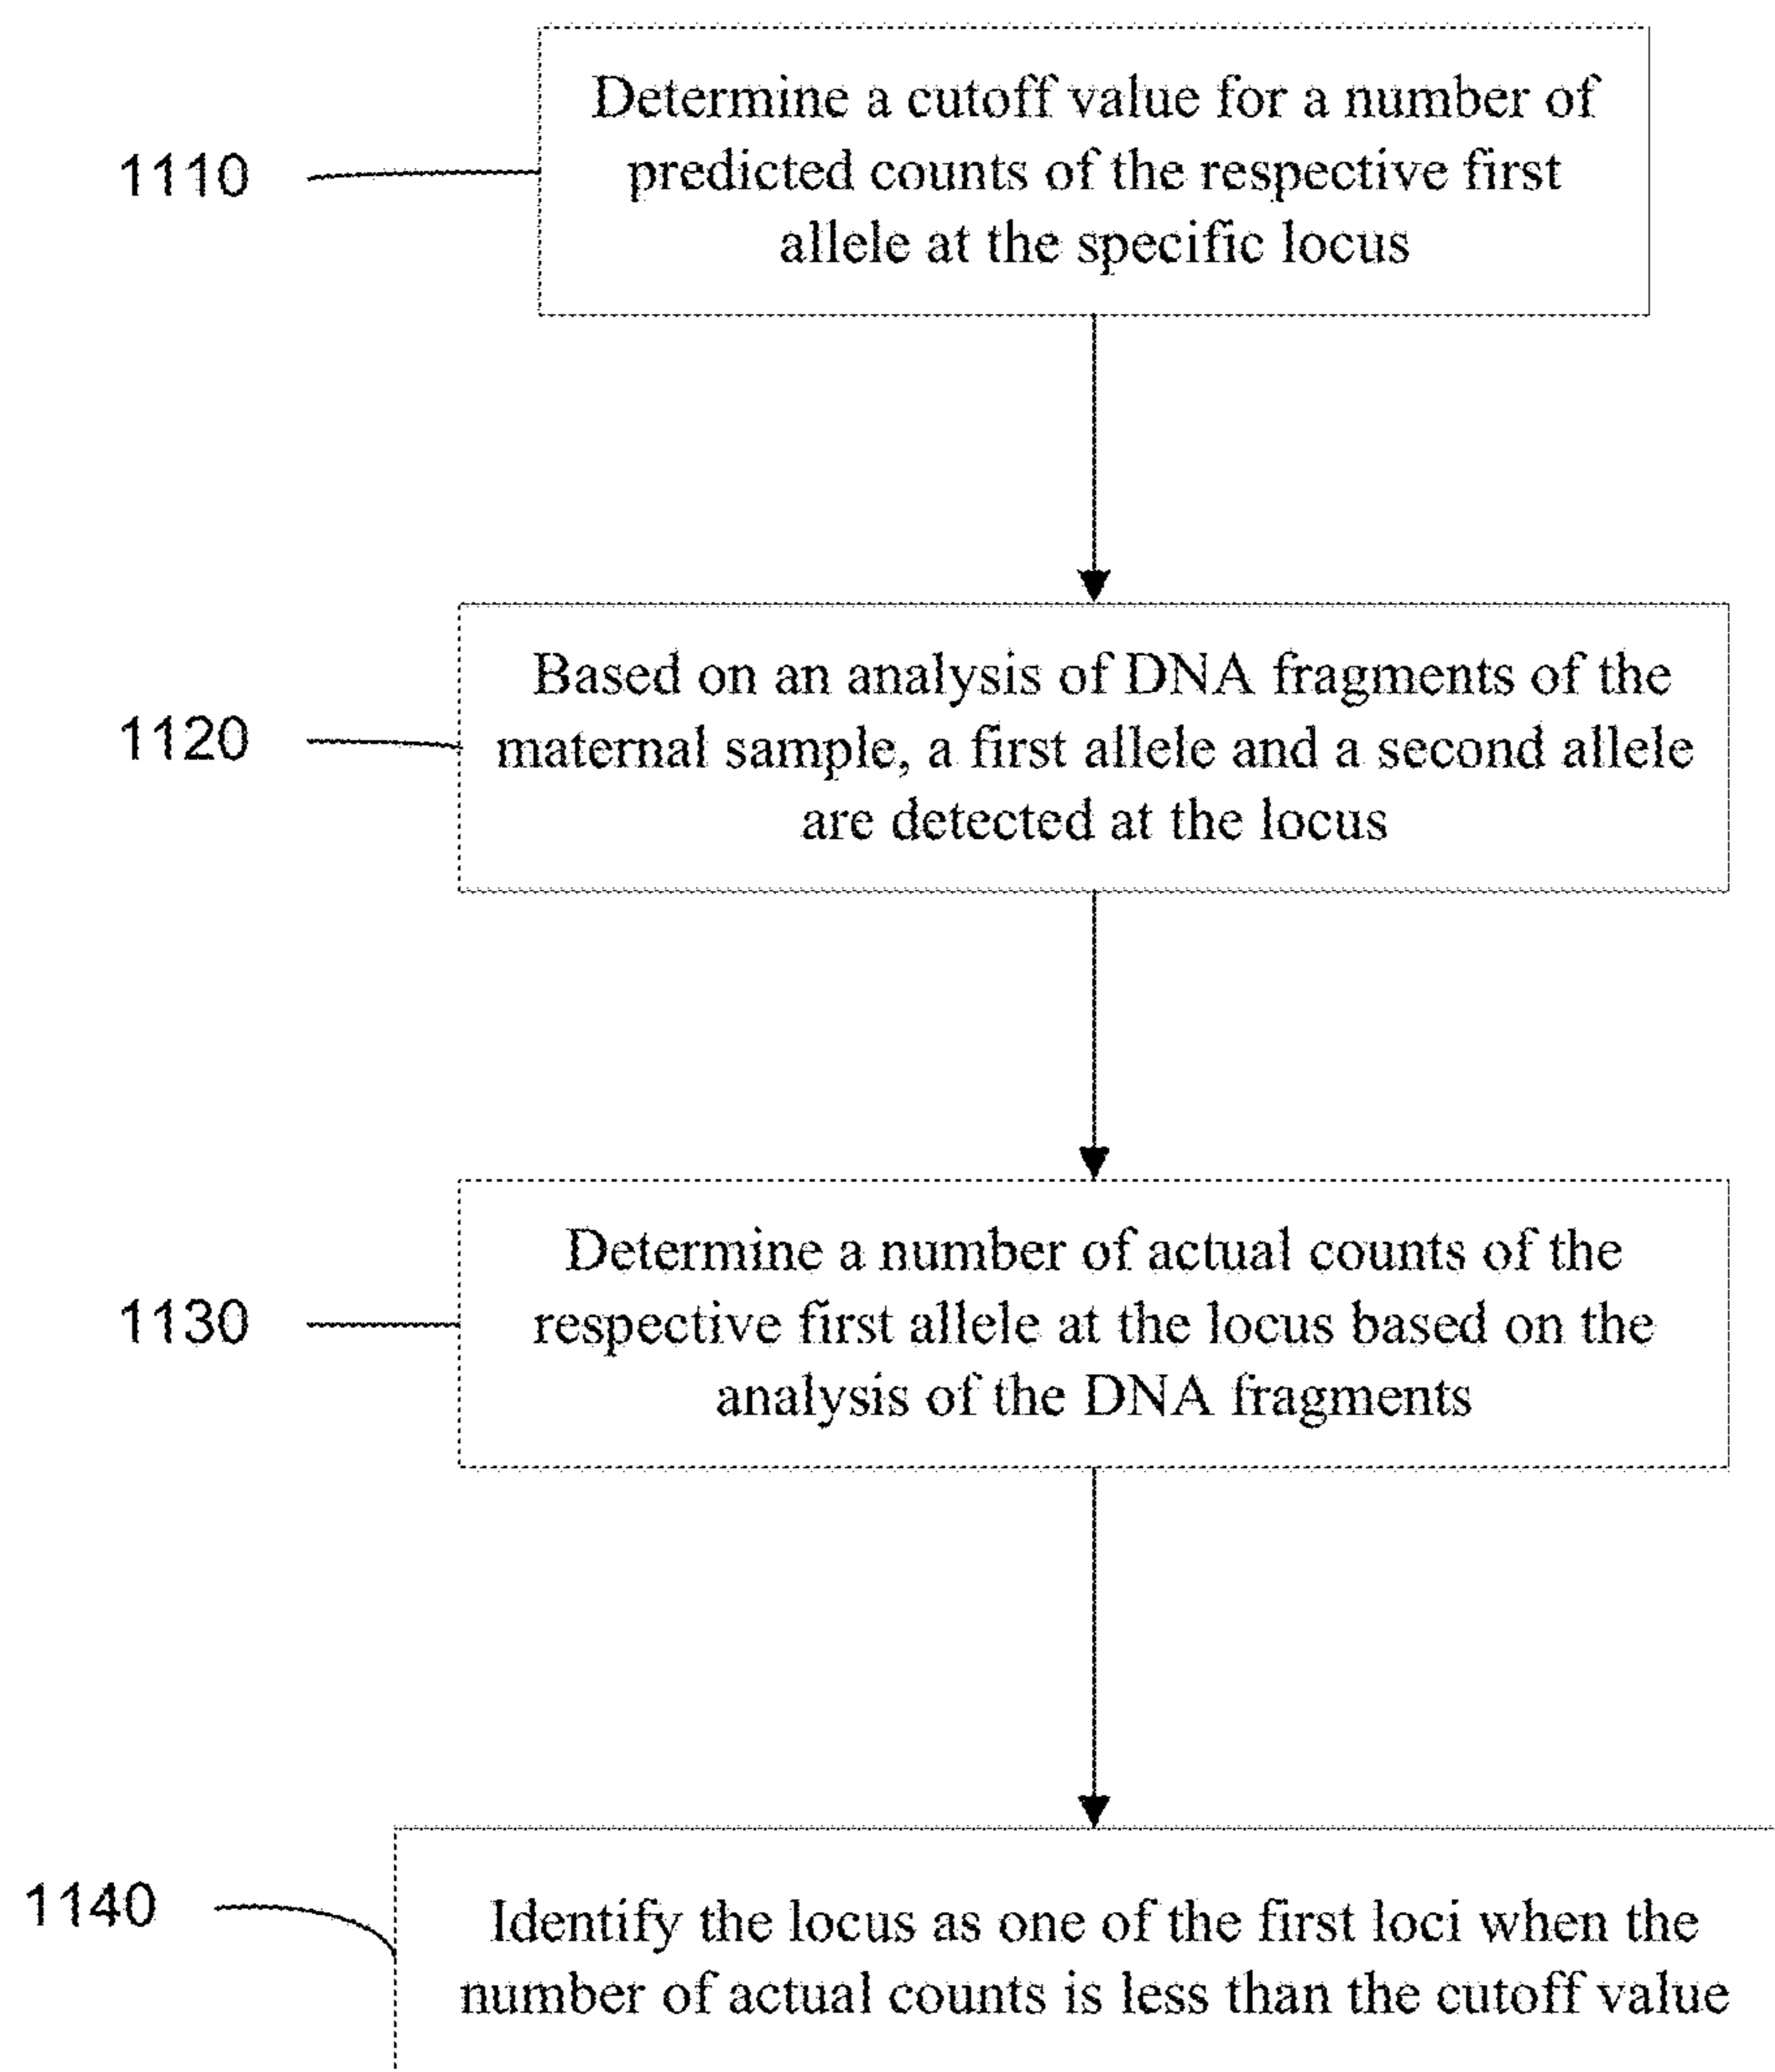 1110
Determine a cutoff value for a number of
predicted counts of the respective first
allele at the specific locus
1120
Based on an analysis of DNA fragments of the
maternal sample, a first allele and a second allele
are detected at the locus
1130
Determine a number of actual counts of the
respective first allele at the locus based on the
analysis of the DNA fragments
1140
Identify the locus as one of the first loci when the
number of actual counts is less than the cutoff value